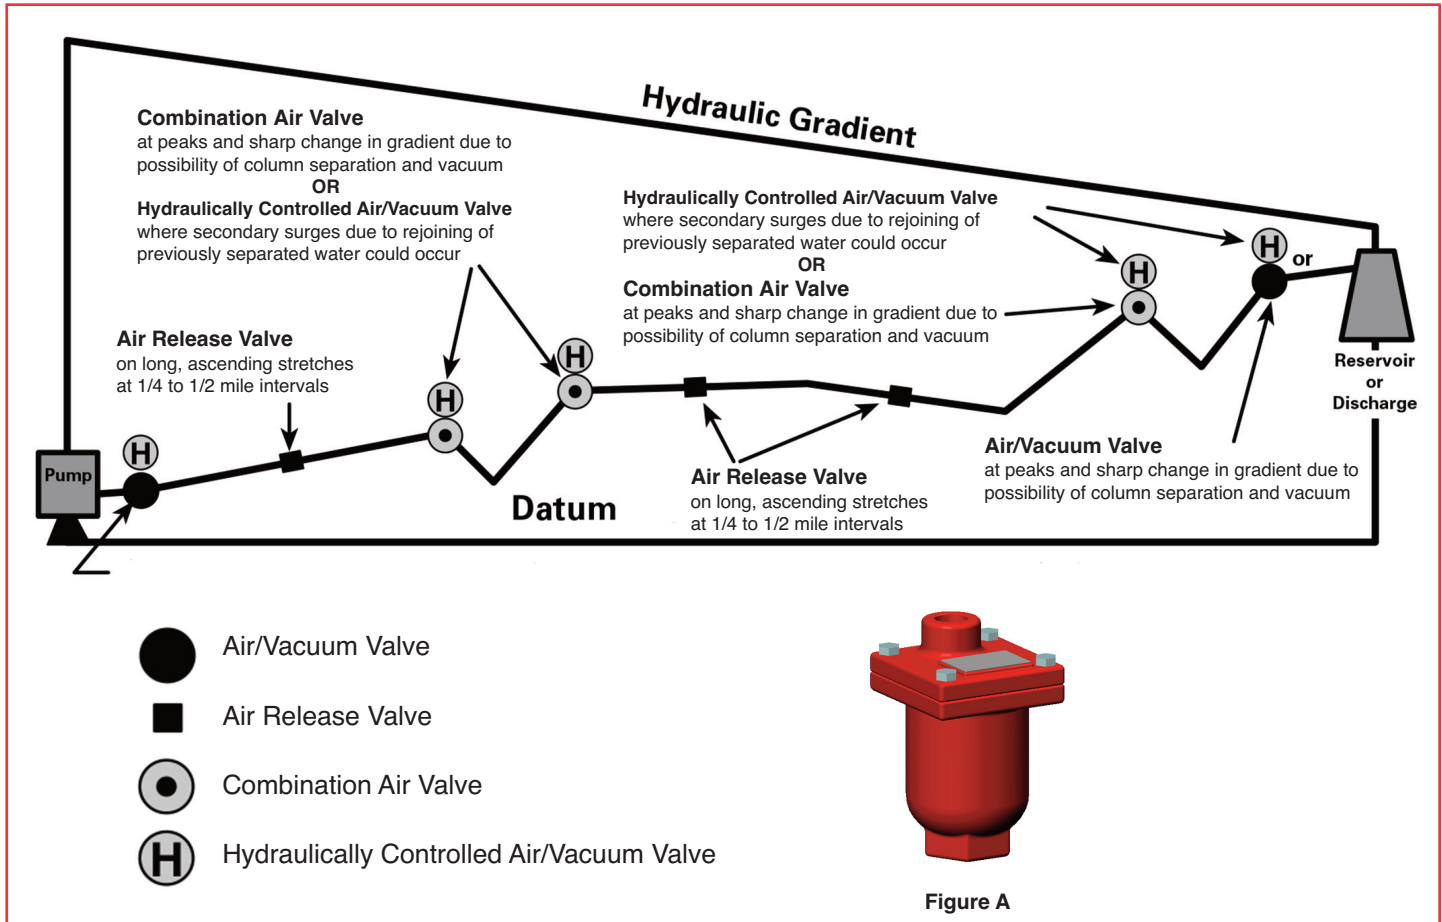 Hydraulic Gradient
Combination Air Valve
at peaks and sharp change in gradient due to
possibility of column separation and vacuum
OR
Hydraulically Controlled Air/Vacuum Valve
where secondary surges due to rejoining of
previously separated water could occur
Hydraulically Controlled Air/Vacuum Valve
where secondary surges due to rejoining of
previously separated water could occur
OR
Combination Air Valve
at peaks and sharp change in gradient due to
possibility of column separation and vacuum
H
H or
Air Release Valve
on long, ascending stretches
at 1/4 to 1/2 mile intervals
H
H
Reservoir
or
Discharge
H
Pump
Air Release Valve
on long, ascending stretches
at 1/4 to 1/2 mile intervals
Air/Vacuum Valve
at peaks and sharp change in gradient due to
possibility of column separation and vacuum
Datum
Air/Vacuum Valve
Air Release Valve
Combination Air Valve
H Hydraulically Controlled Air/Vacuum Valve
Figure A